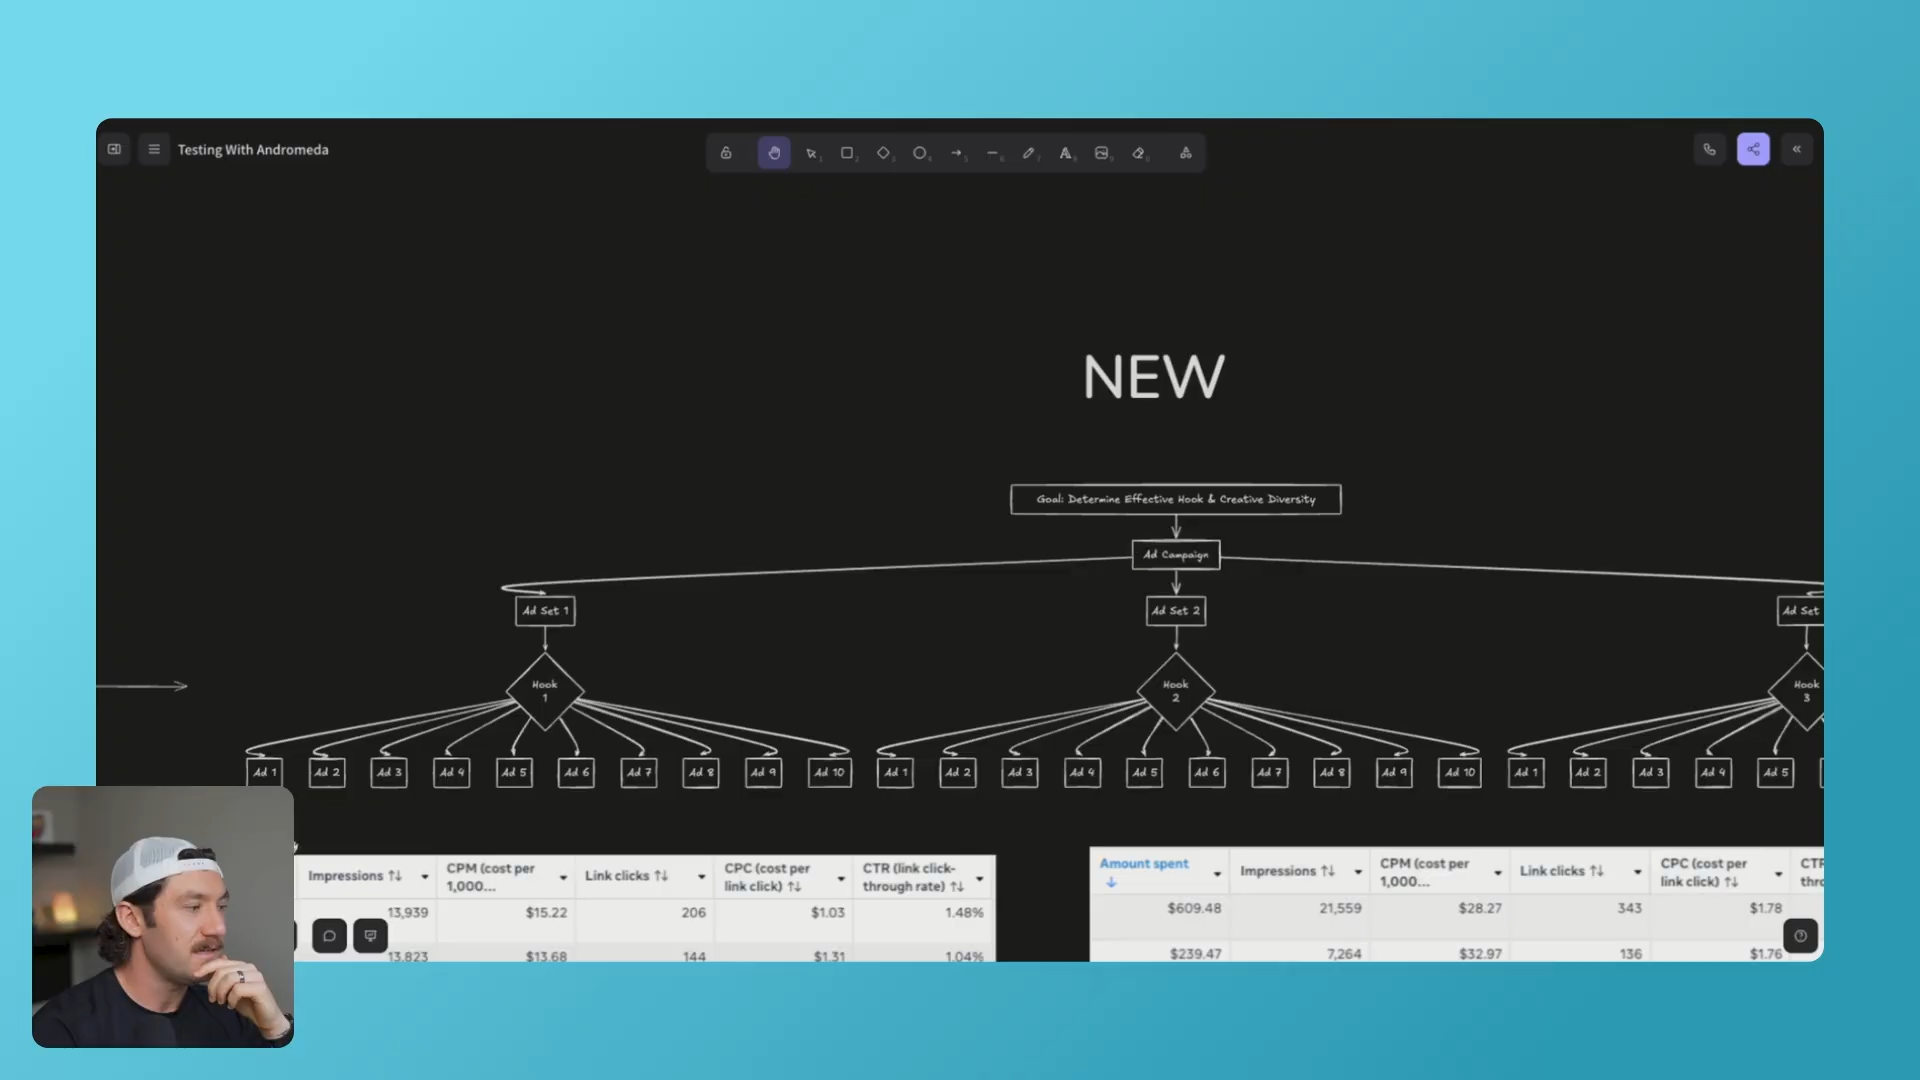 Testing With Andromeda
NEW
Goal: Determine Effective Hook & Creative Diversity
Ad Campaign
Ad Set 1
Ad Set 2
Ad Set
Hook
1
Hook
2
Hook
3
Ad 1 Ad 2 Ad 3 Ad 4 Ad 5 Ad 6 Ad 7 Ad 8 Ad 9 Ad 10 Ad 1 Ad 2 Ad 3 Ad 4 Ad 5 Ad 6 Ad 7 Ad 8 Ad 9 Ad 10 Ad 1 Ad 2 Ad 3 Ad 4 Ad 5
Impressions ↑↓
CPM (cost per
1,000...
Link clicks ↑↓
CPC (cost per
link click) ↑↓
CTR (link click-
through rate) ↑↓
13,939 $15.22 206 $1.03 1.48%
13,823 $13.68 144 $1.31 1.04%
Amount spent
↓
Impressions ↑↓
CPM (cost per
1,000...
Link clicks ↑↓
CPC (cost per
link click) ↑↓
CTR
thro
$609.48 21,559 $28.27 343 $1.78
$239.47 7,264 $32.97 136 $1.76